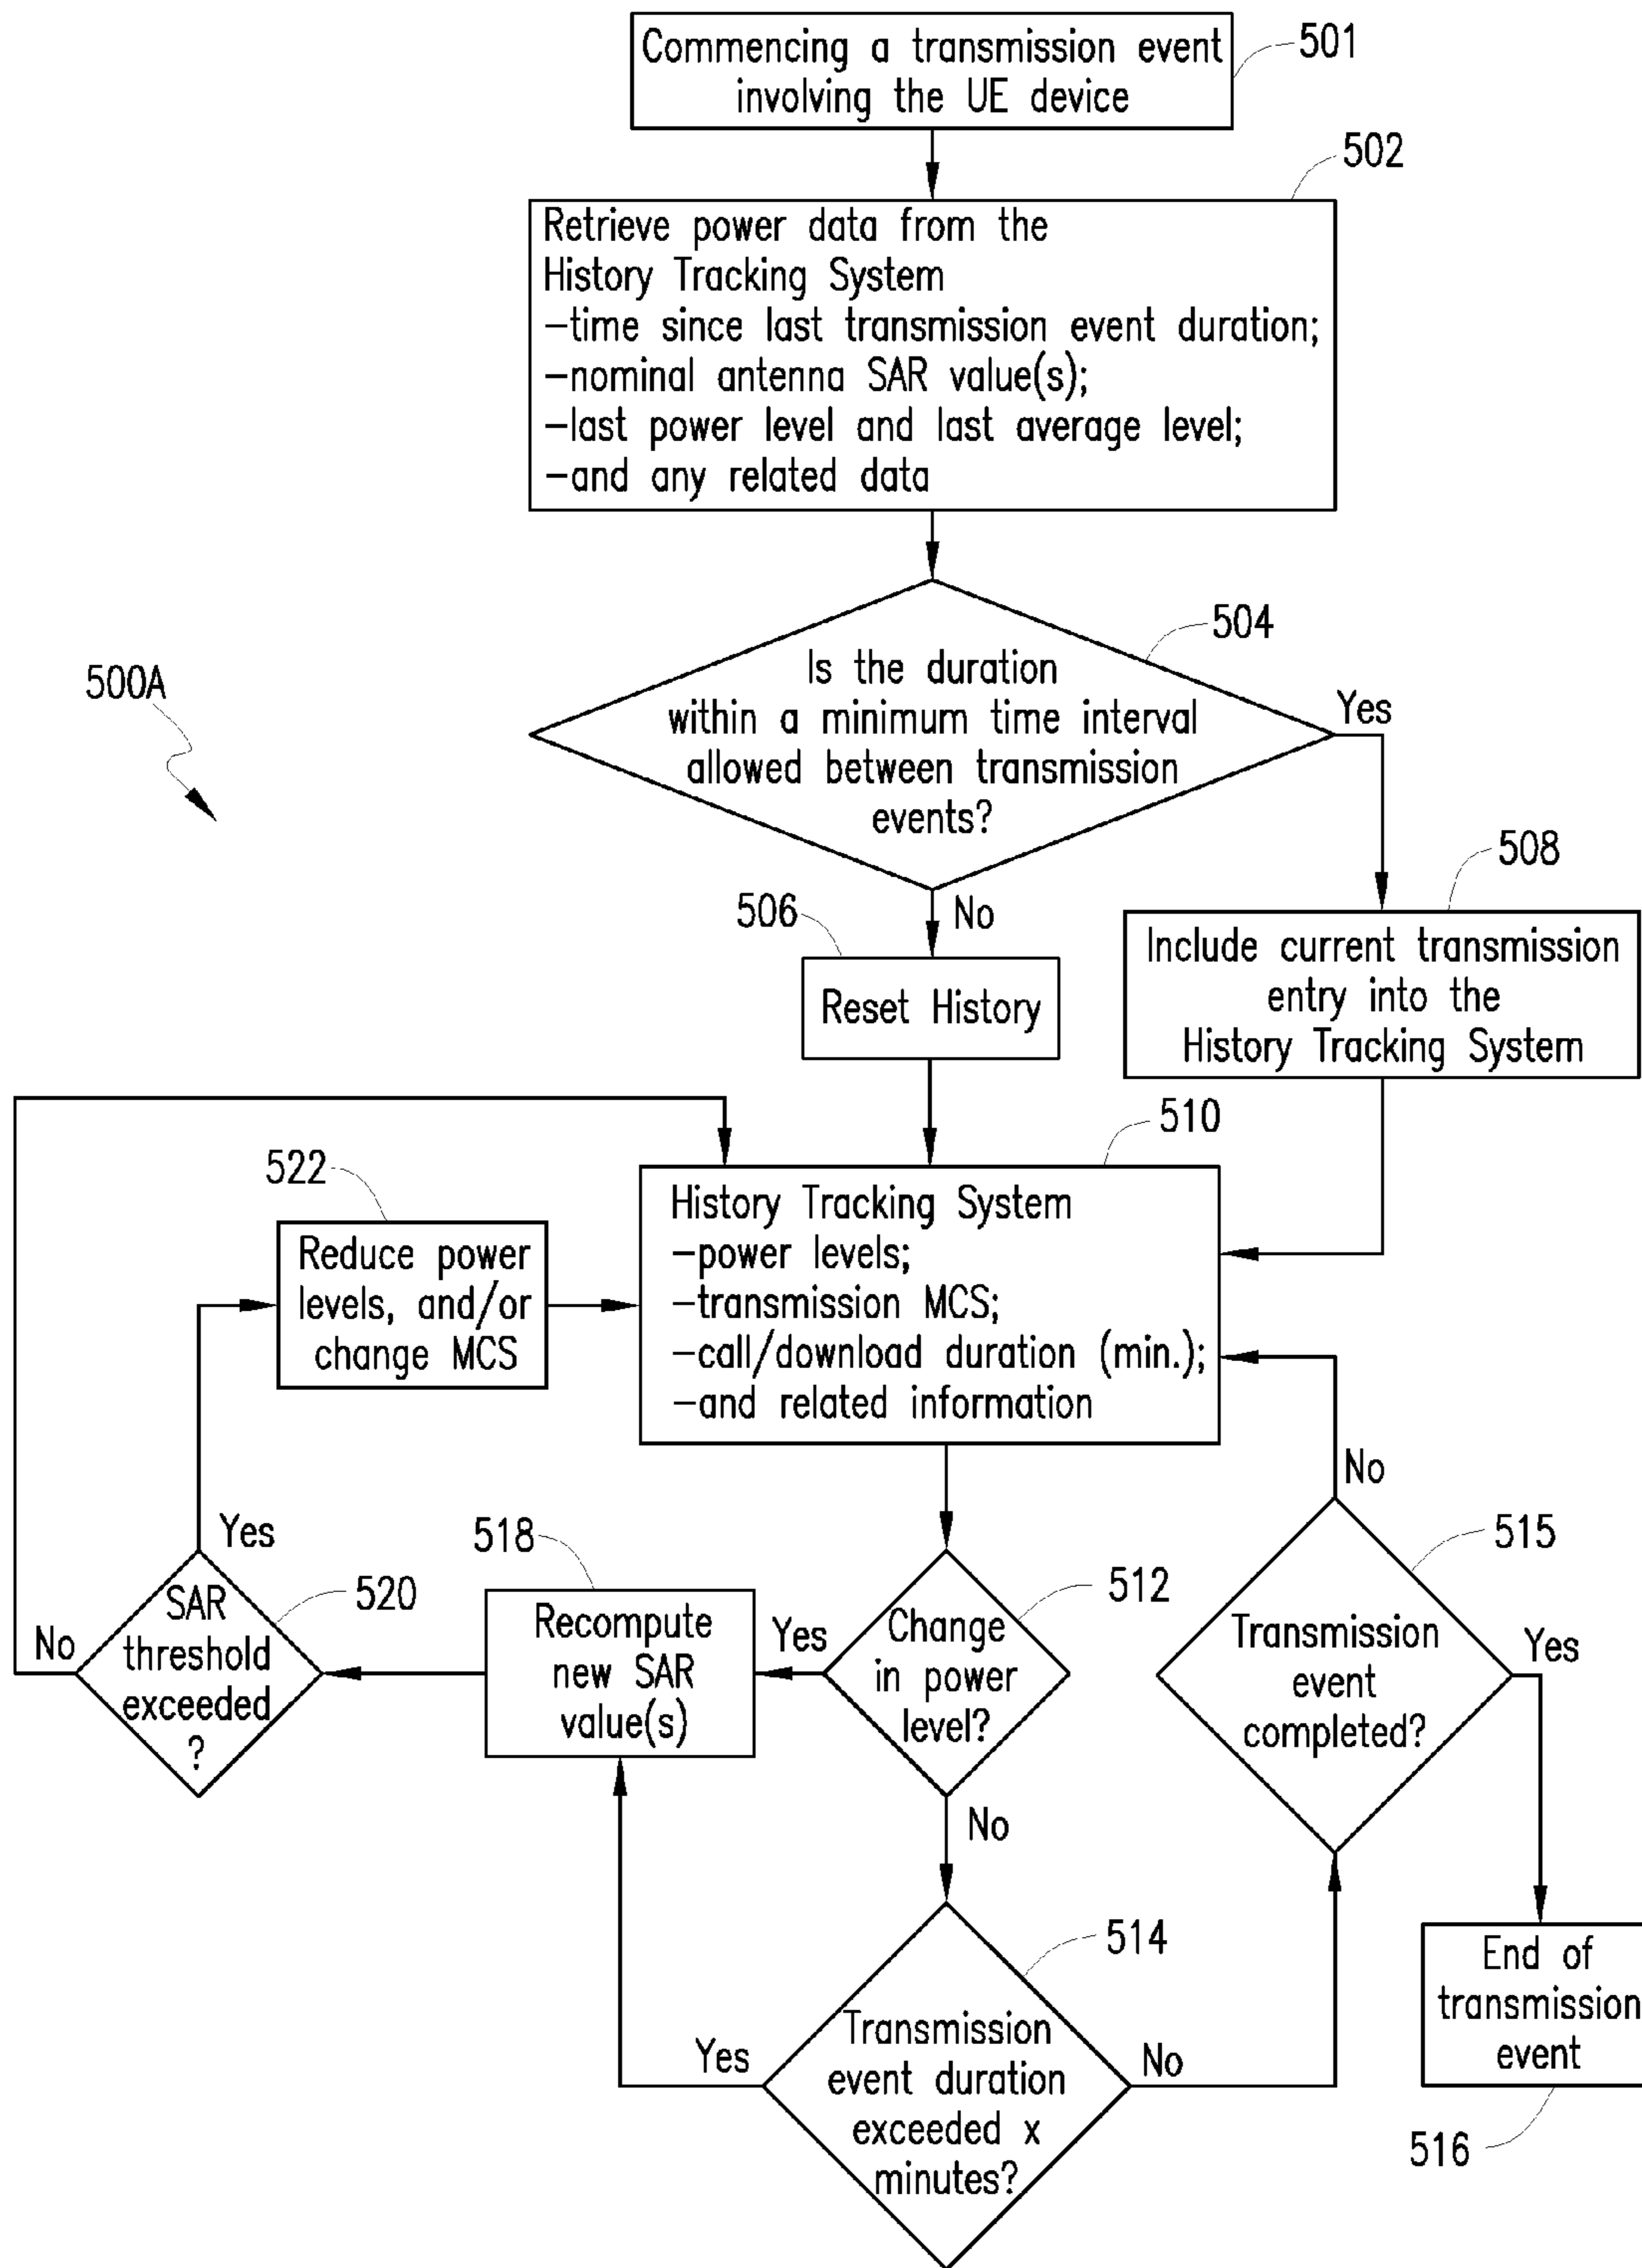 Commencing a transmission event
involving the UE device
501
502
Retrieve power data from the
History Tracking System
-time since last transmission event duration;
-nominal antenna SAR value(s);
-last power level and last average level;
-and any related data
504
500A
Is the duration
within a minimum time interval
allowed between transmission
events?
Yes
No
506
508
Reset History
Include current transmission
entry into the
History Tracking System
510
522
History Tracking System
-power levels;
-transmission MCS;
-call/download duration (min.);
-and related information
Reduce power
levels, and/or
change MCS
No
Yes
518
512
515
520
SAR
threshold
exceeded
?
No
Recompute
new SAR
value(s)
Yes
Change
in power
level?
Transmission
event
completed?
Yes
No
514
Transmission
event duration
exceeded x
minutes?
Yes
No
End of
transmission
event
516